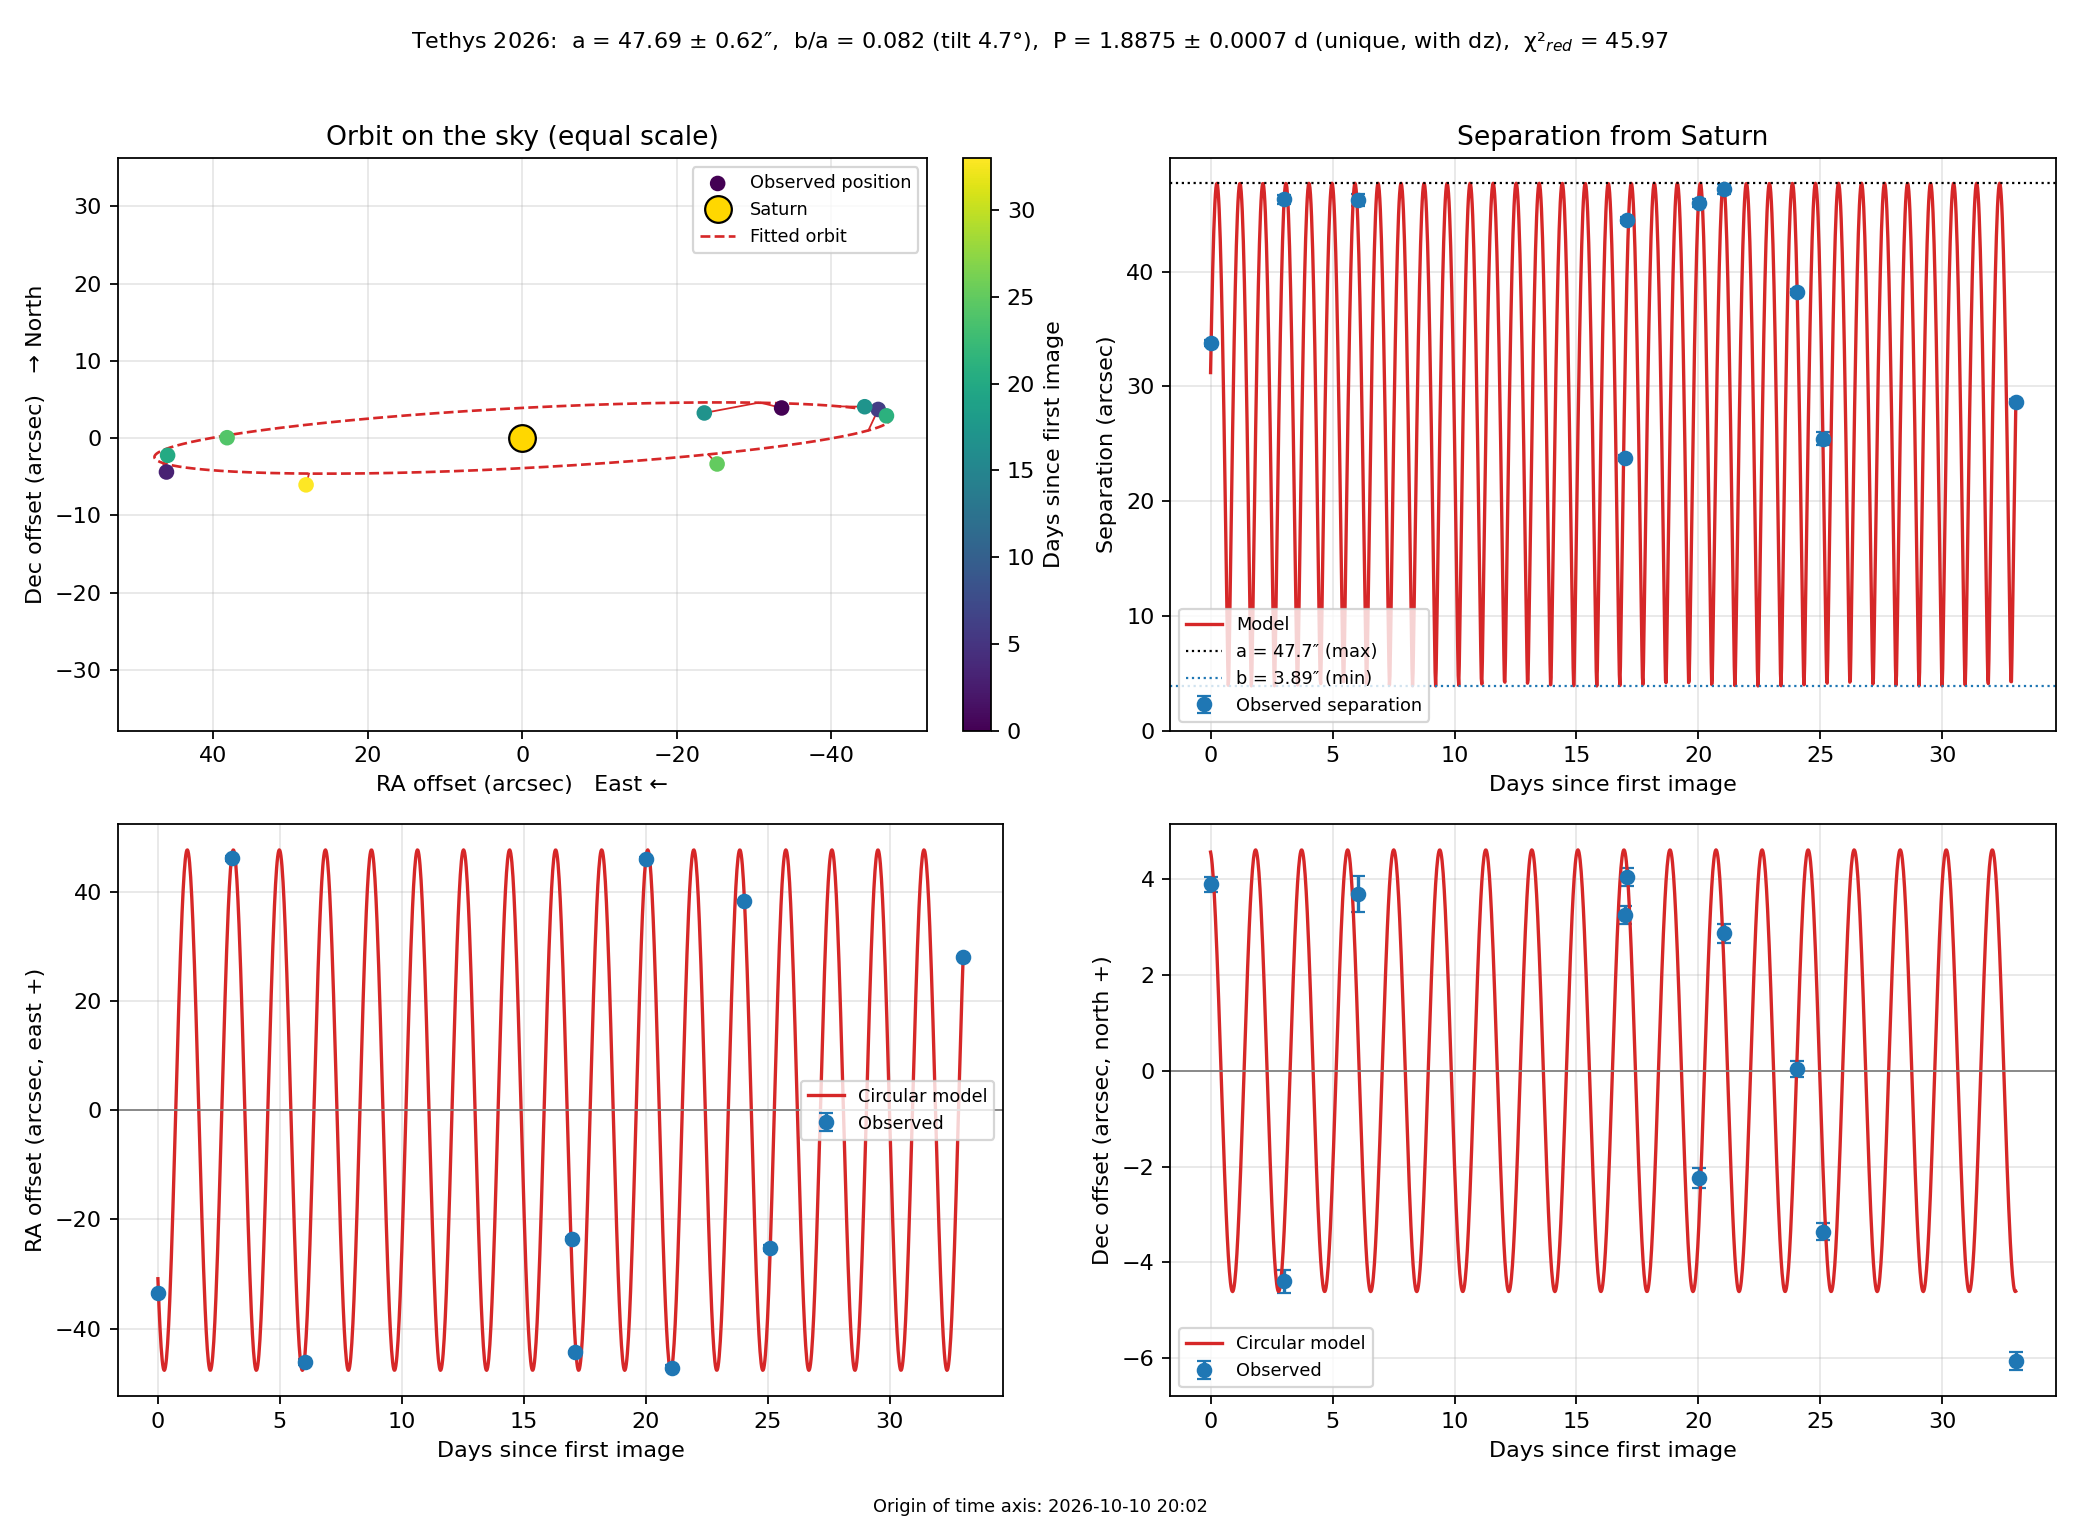 Tethys 2026:  a = 47.69 ± 0.62″,  b/a = 0.082 (tilt 4.7°),  P = 1.8875 ± 0.0007 d (unique, with dz),  χ²red = 45.97
Orbit on the sky (equal scale)
Observed position
Saturn
Fitted orbit
30
20
10
0
−10
−20
−30
Dec offset (arcsec)   → North
40
20
0
−20
−40
RA offset (arcsec)   East ←
30
25
20
15
10
5
0
Days since first image
Separation from Saturn
40
30
20
10
0
Separation (arcsec)
Model
a = 47.7″ (max)
b = 3.89″ (min)
Observed separation
0
5
10
15
20
25
30
Days since first image
40
20
0
−20
−40
RA offset (arcsec, east +)
Circular model
Observed
0
5
10
15
20
25
30
Days since first image
4
2
0
−2
−4
−6
Dec offset (arcsec, north +)
Circular model
Observed
0
5
10
15
20
25
30
Days since first image
Origin of time axis: 2026-10-10 20:02